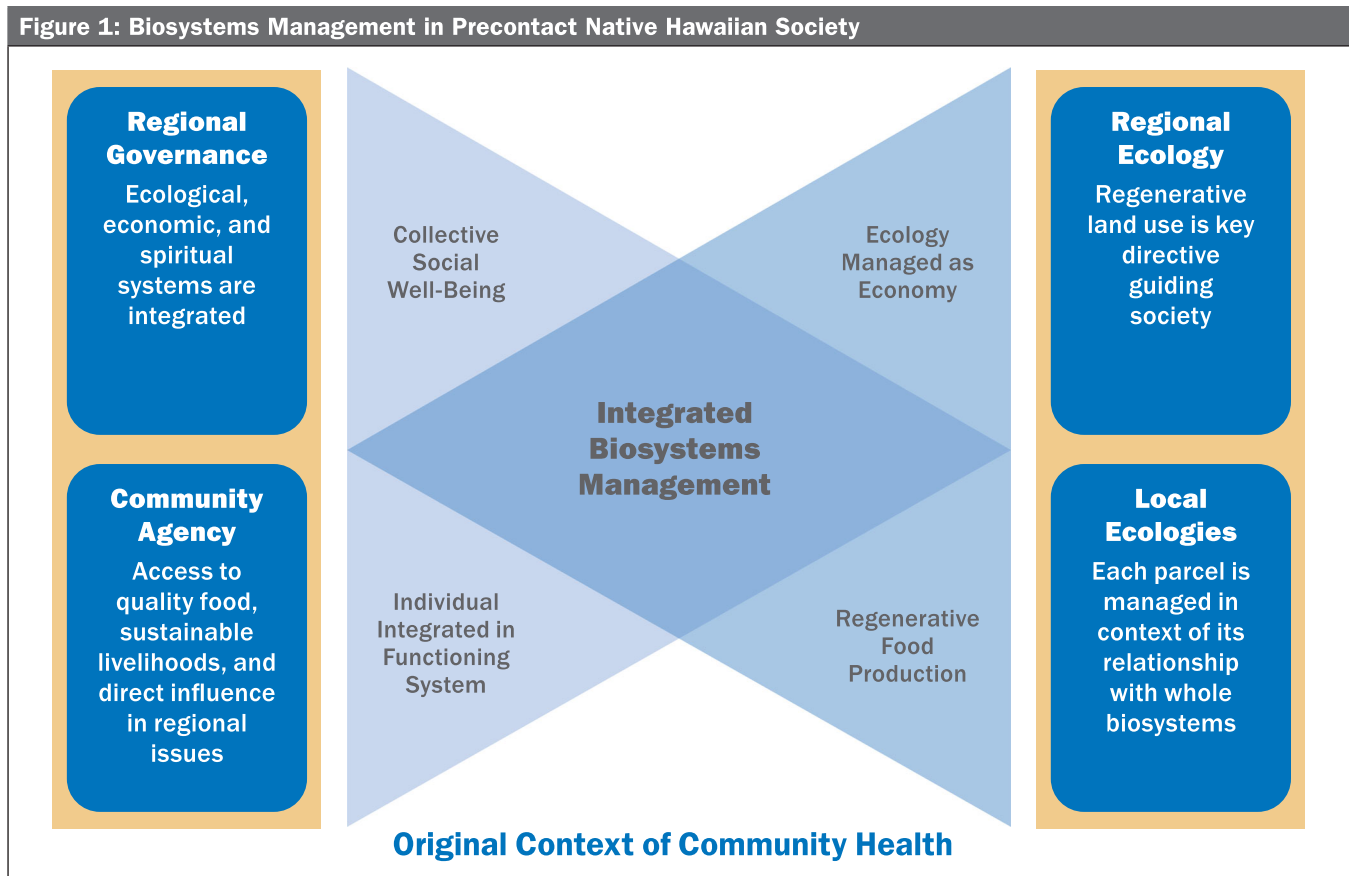 Figure 1: Biosystems Management in Precontact Native Hawaiian Society
Regional
Governance
Ecological,
economic, and
spiritual
systems are
integrated
Community
Agency
Access to
quality food,
sustainable
livelihoods, and
direct influence
in regional
issues
Collective
Social
Well-Being
Individual
Integrated in
Functioning
System
Integrated
Biosystems
Management
Ecology
Managed as
Economy
Regenerative
Food
Production
Regional
Ecology
Regenerative
land use is key
directive
guiding
society
Local
Ecologies
Each parcel is
managed in
context of its
relationship
with whole
biosystems
Original Context of Community Health